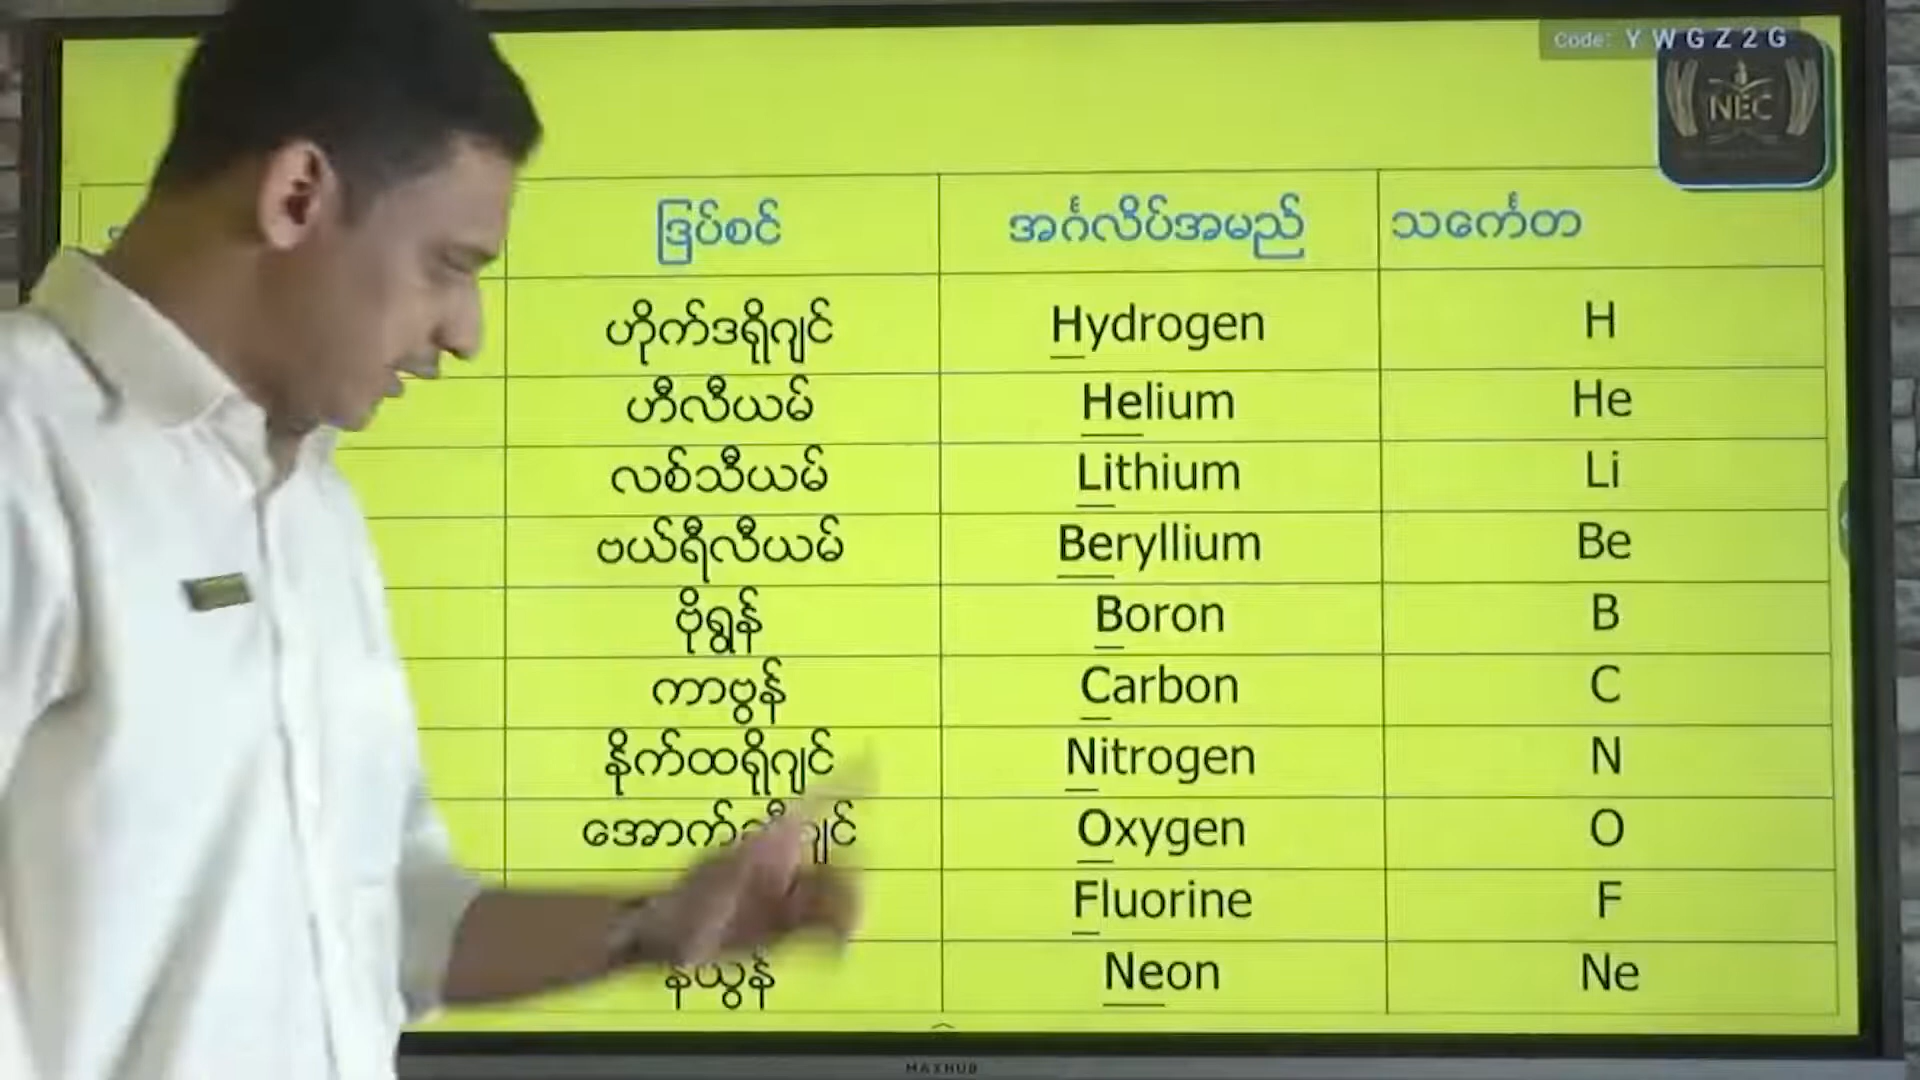 Code: YWGZ2G
NEC
ဒြပ်စင် အင်္ဂလိပ်အမည် သင်္ကေတ
ဟိုက်ဒရိုဂျင် Hydrogen H
ဟီလီယမ် Helium He
လစ်သီယမ် Lithium Li
ဗယ်ရီလီယမ် Beryllium Be
ဗိုရွန် Boron B
ကာဗွန် Carbon C
နိုက်ထရိုဂျင် Nitrogen N
Oxygen O
Fluorine F
နီယွန် Neon Ne
MAXHUB